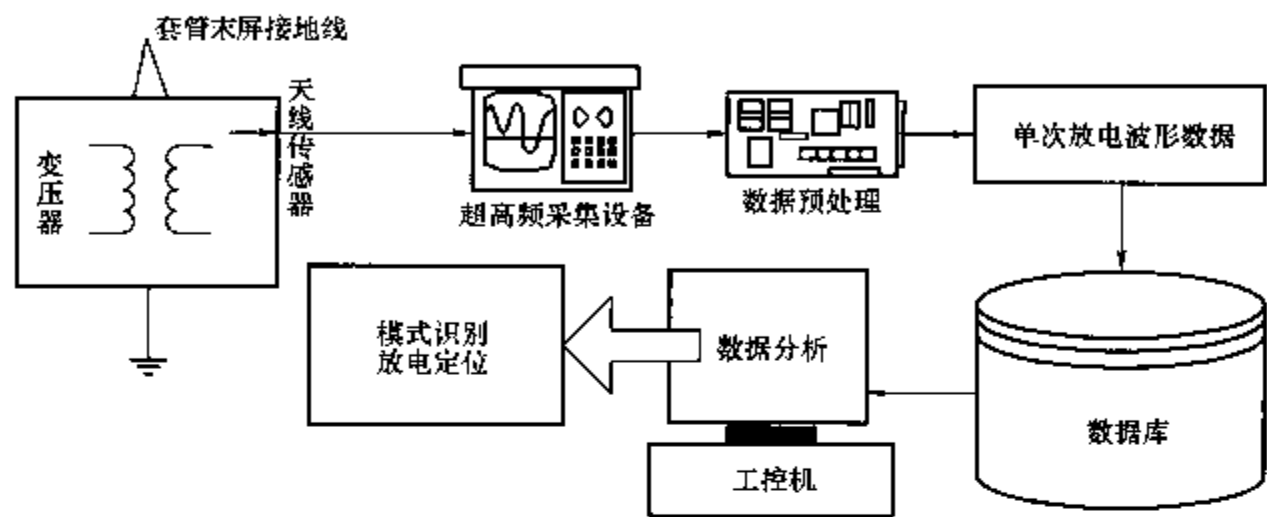 套管末屏接地线
变压器
天线传感器
超高频采集设备
数据预处理
单次放电波形数据
模式识别
放电定位
数据分析
数据库
工控机